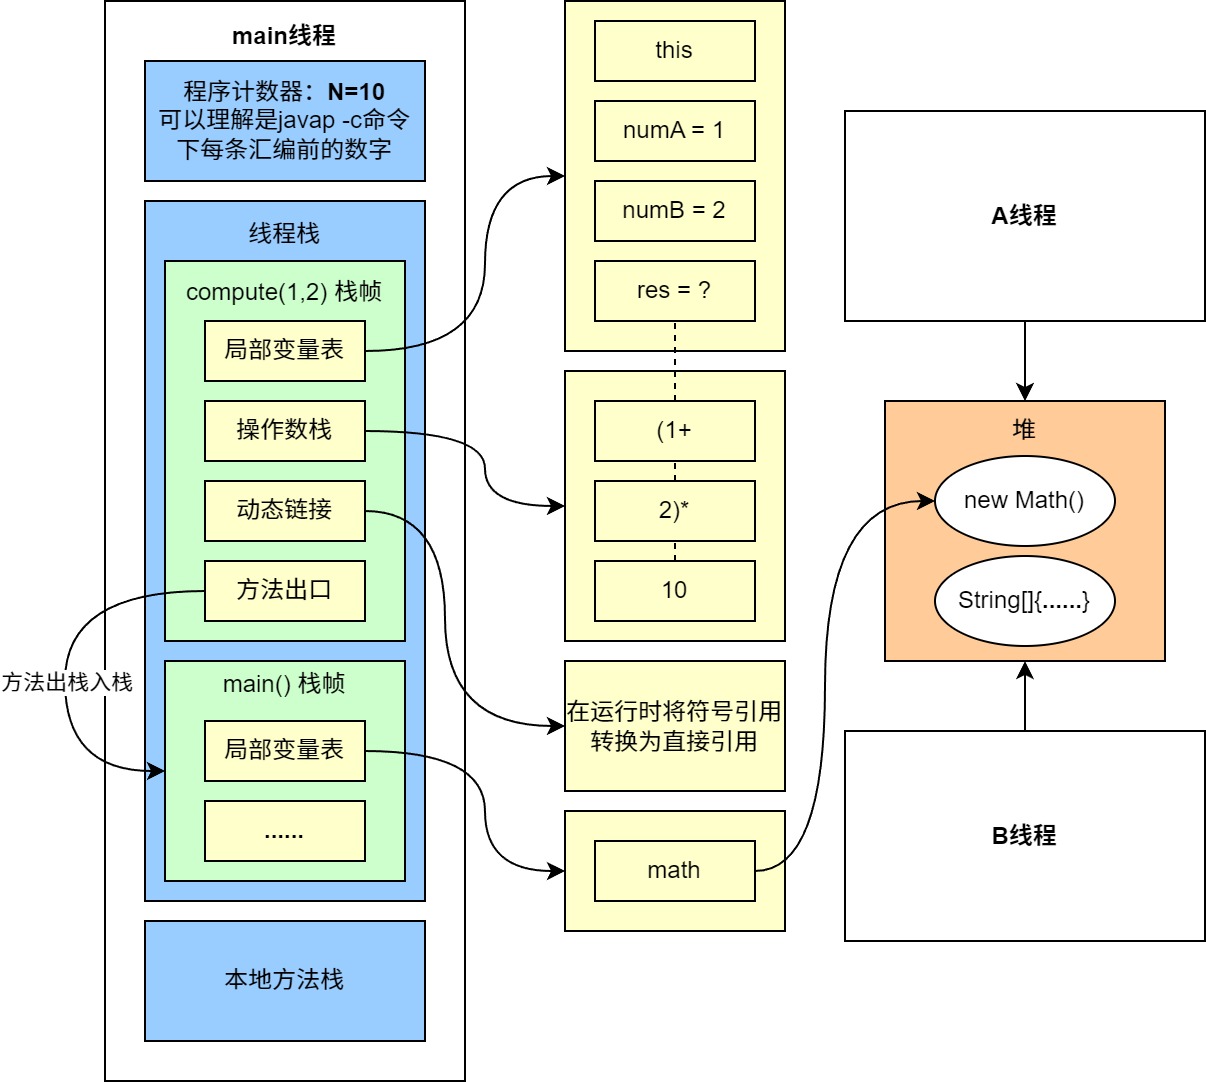 main线程
程序计数器：N=10
可以理解是javap -c命令
下每条汇编前的数字
线程栈
compute(1,2) 栈帧
局部变量表
操作数栈
动态链接
方法出口
方法出栈入栈
main() 栈帧
局部变量表
......
本地方法栈
this
numA = 1
numB = 2
res = ?
(1+
2)*
10
在运行时将符号引用
转换为直接引用
math
A线程
堆
new Math()
String[]{......}
B线程